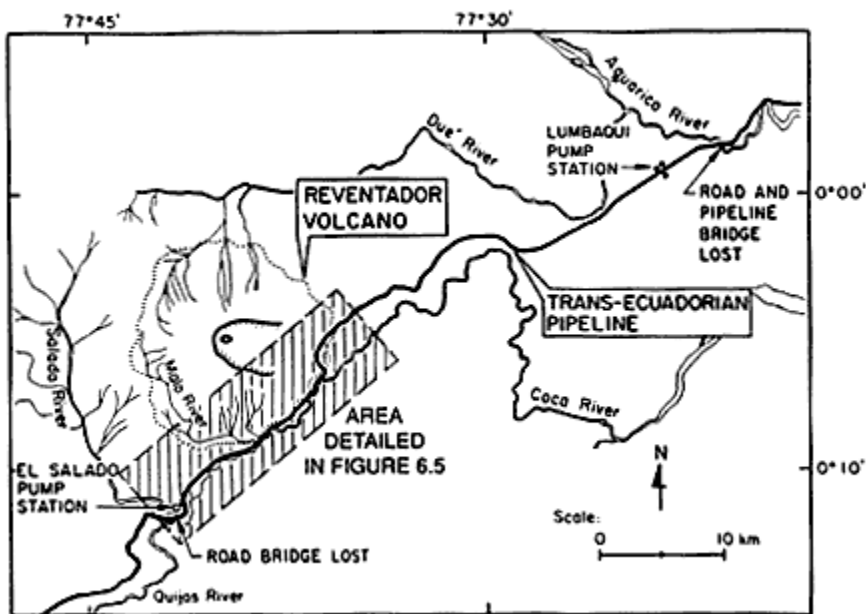 77°45'
77°30'
Aguarico River
Due' River
LUMBAQUI
PUMP
STATION
ROAD AND
PIPELINE
BRIDGE
LOST
0°00'
REVENTADOR
VOLCANO
TRANS-ECUADORIAN
PIPELINE
Salado River
Malo River
Coca River
AREA
DETAILED
IN FIGURE 6.5
N
0°10'
EL SALADO
PUMP
STATION
Scale:
0 10 km
ROAD BRIDGE LOST
Quijos River